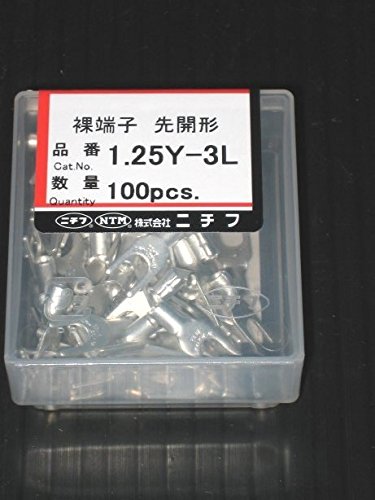 裸端子 先開形
品番 1.25Y-3L
Cat.No.
数量 100pcs.
Quantity
ニチフ® NTM® 株式会社 ニチフ